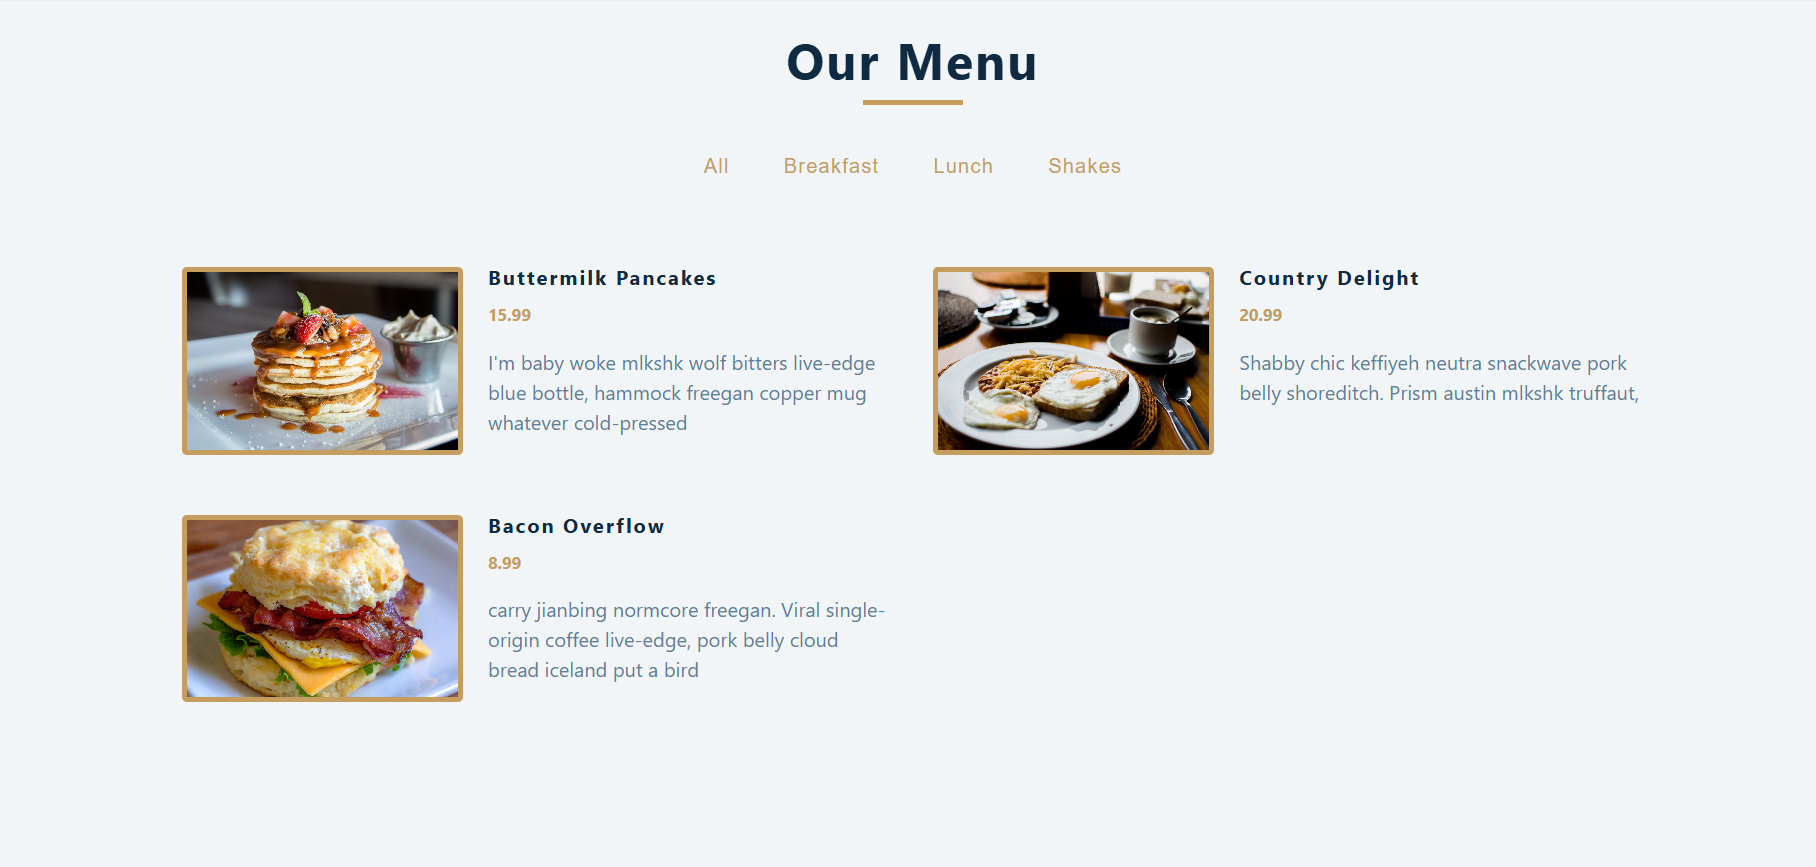 Our Menu
All Breakfast Lunch Shakes
Buttermilk Pancakes
15.99
I'm baby woke mlkshk wolf bitters live-edge
blue bottle, hammock freegan copper mug
whatever cold-pressed
Country Delight
20.99
Shabby chic keffiyeh neutra snackwave pork
belly shoreditch. Prism austin mlkshk truffaut,
Bacon Overflow
8.99
carry jianbing normcore freegan. Viral single-
origin coffee live-edge, pork belly cloud
bread iceland put a bird